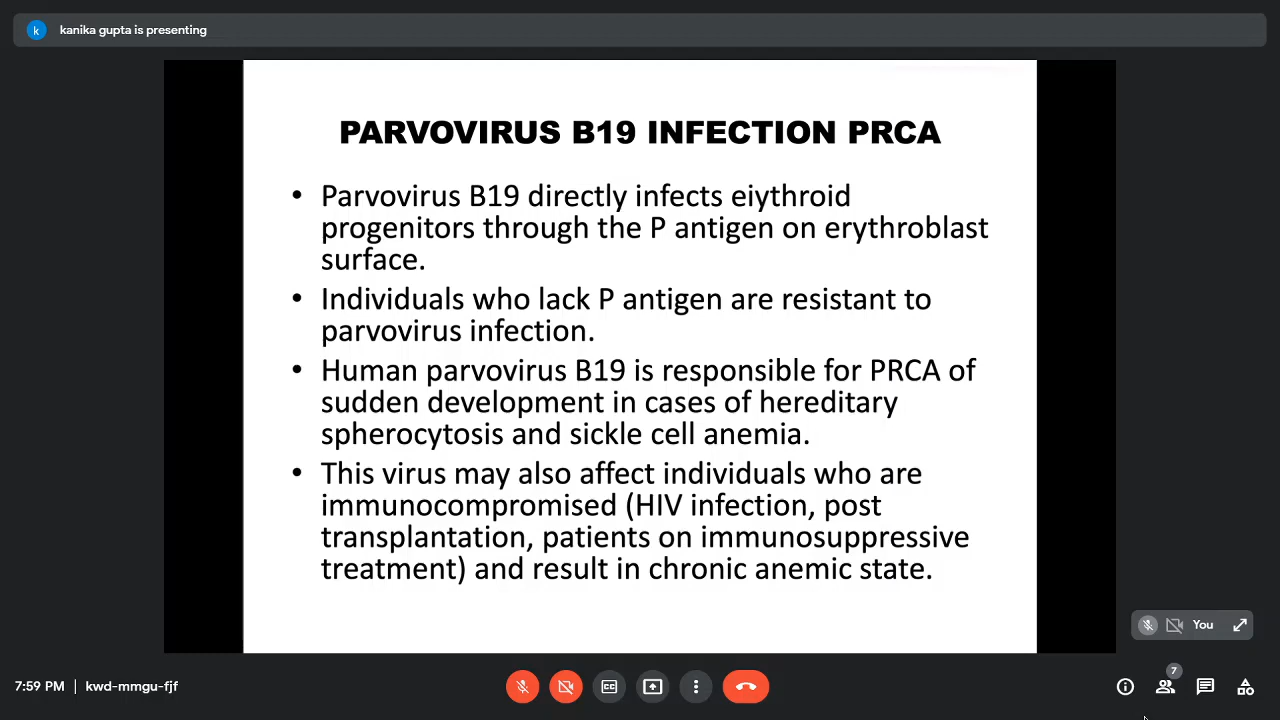 k kanika gupta is presenting
PARVOVIRUS B19 INFECTION PRCA
• Parvovirus B19 directly infects eiythroid
progenitors through the P antigen on erythroblast
surface.
• Individuals who lack P antigen are resistant to
parvovirus infection.
• Human parvovirus B19 is responsible for PRCA of
sudden development in cases of hereditary
spherocytosis and sickle cell anemia.
• This virus may also affect individuals who are
immunocompromised (HIV infection, post
transplantation, patients on immunosuppressive
treatment) and result in chronic anemic state.
You
7:59 PM | kwd-mmgu-fjf
CC
7